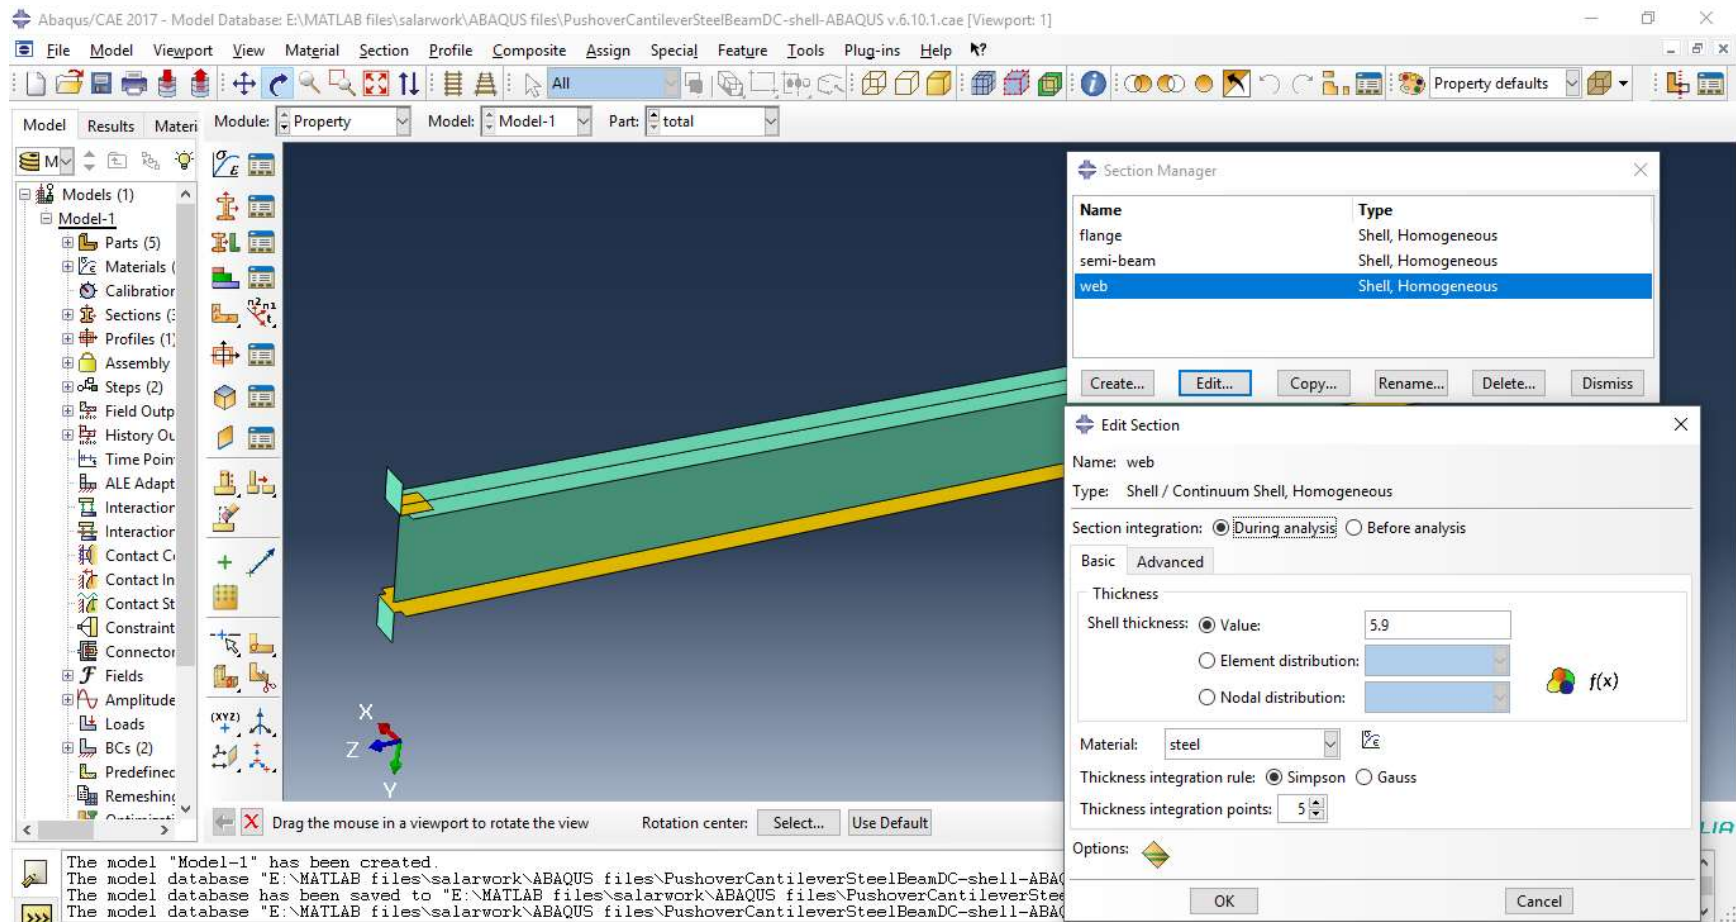 Abaqus/CAE 2017 - Model Database: E:\MATLAB files\salarwork\ABAQUS files\PushoverCantileverSteelBeamDC-shell-ABAQUS v.6.10.1.cae [Viewport: 1]
File Model Viewport View Material Section Profile Composite Assign Special Feature Tools Plug-ins Help
All
Property defaults
Model Results Materi Module: Property Model: Model-1 Part: total
M
Models (1)
Model-1
Parts (5)
Materials (
Calibration
Sections (3
Profiles (1)
Assembly
Steps (2)
Field Outp
History Ou
Time Poin
ALE Adapt
Interaction
Interaction
Contact Co
Contact In
Contact St
Constraint
Connector
Fields
Amplitude
Loads
BCs (2)
Predefined
Remeshing
(XYZ)
n2 n1
t
X
Z
Y
Section Manager
Name Type
flange Shell, Homogeneous
semi-beam Shell, Homogeneous
web Shell, Homogeneous
Create... Edit... Copy... Rename... Delete... Dismiss
Edit Section
Name: web
Type: Shell / Continuum Shell, Homogeneous
Section integration: During analysis Before analysis
Basic Advanced
Thickness
Shell thickness: Value: 5.9
Element distribution:
f(x)
Nodal distribution:
Material: steel
Thickness integration rule: Simpson Gauss
Thickness integration points: 5
Options:
OK Cancel
Drag the mouse in a viewport to rotate the view Rotation center: Select... Use Default
LIA
The model "Model-1" has been created.
The model database "E:\MATLAB files\salarwork\ABAQUS files\PushoverCantileverSteelBeamDC-shell-ABAQ
The model database has been saved to "E:\MATLAB files\salarwork\ABAQUS files\PushoverCantileverStee
The model database "E:\MATLAB files\salarwork\ABAQUS files\PushoverCantileverSteelBeamDC-shell-ABAQ
>>>